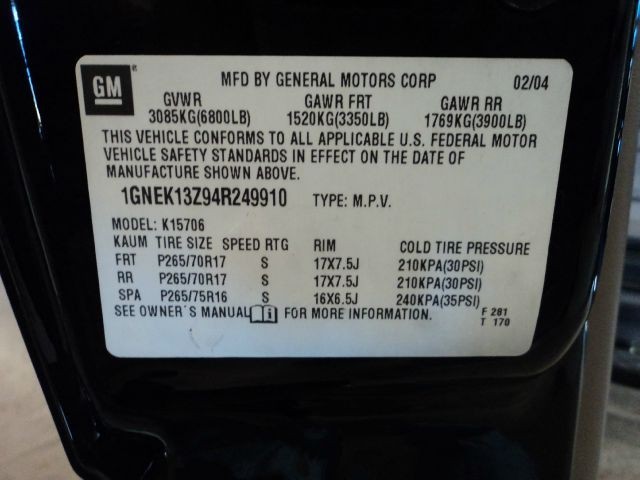 GM ® MFD BY GENERAL MOTORS CORP 02/04
GVWR GAWR FRT GAWR RR
3085KG(6800LB) 1520KG(3350LB) 1769KG(3900LB)
THIS VEHICLE CONFORMS TO ALL APPLICABLE U.S. FEDERAL MOTOR
VEHICLE SAFETY STANDARDS IN EFFECT ON THE DATE OF
MANUFACTURE SHOWN ABOVE.
1GNEK13Z94R249910 TYPE: M.P.V.
MODEL: K15706
KAUM TIRE SIZE SPEED RTG RIM COLD TIRE PRESSURE
FRT P265/70R17 S 17X7.5J 210KPA(30PSI)
RR P265/70R17 S 17X7.5J 210KPA(30PSI)
SPA P265/75R16 S 16X6.5J 240KPA(35PSI)
SEE OWNER'S MANUAL i FOR MORE INFORMATION. F 281
T 170